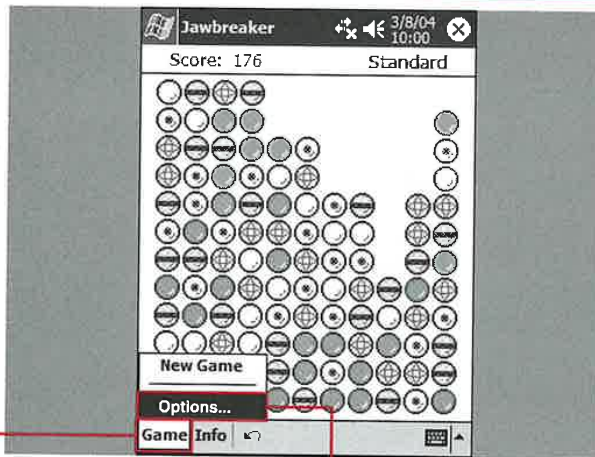 Jawbreaker
3/8/04
10:00
Score: 176
Standard
New Game
Options...
Game Info